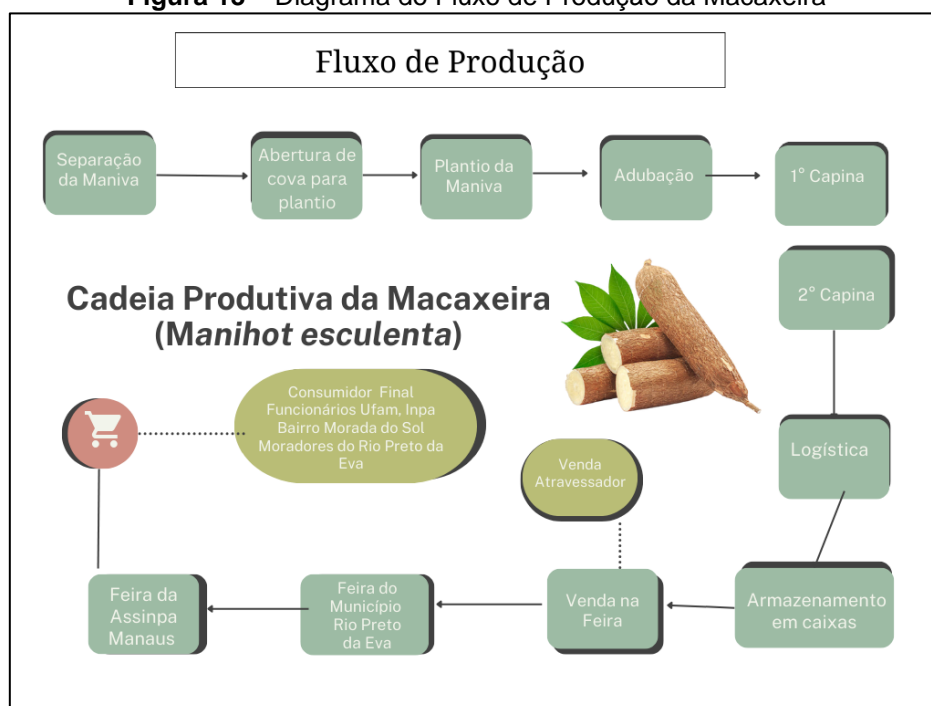 Diagrama do Fluxo de Produção da Macaxeira
Fluxo de Produção
Separação
da Maniva
Abertura de
cova para
plantio
Plantio da
Maniva
Adubação
1° Capina
2° Capina
Cadeia Produtiva da Macaxeira
(Manihot esculenta)
Consumidor Final
Funcionários Ufam, Inpa
Bairro Morada do Sol
Moradores do Rio Preto da
Eva
Venda
Atravessador
Logística
Feira da
Assinpa
Manaus
Feira do
Município
Rio Preto
da Eva
Venda na
Feira
Armazenamento
em caixas